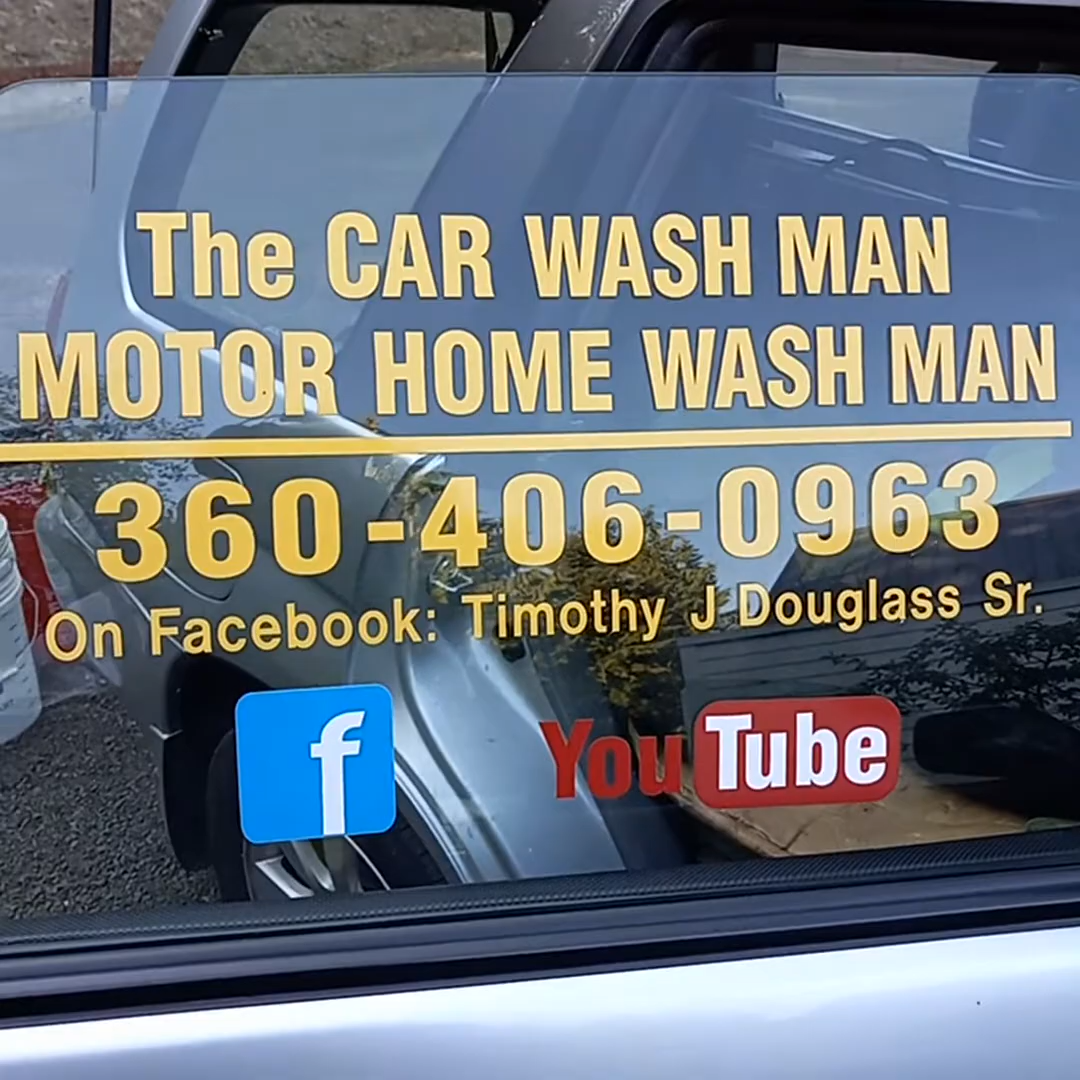 The CAR WASH MAN
MOTOR HOME WASH MAN
360-406-0963
On Facebook: Timothy J Douglass Sr.
f YouTube